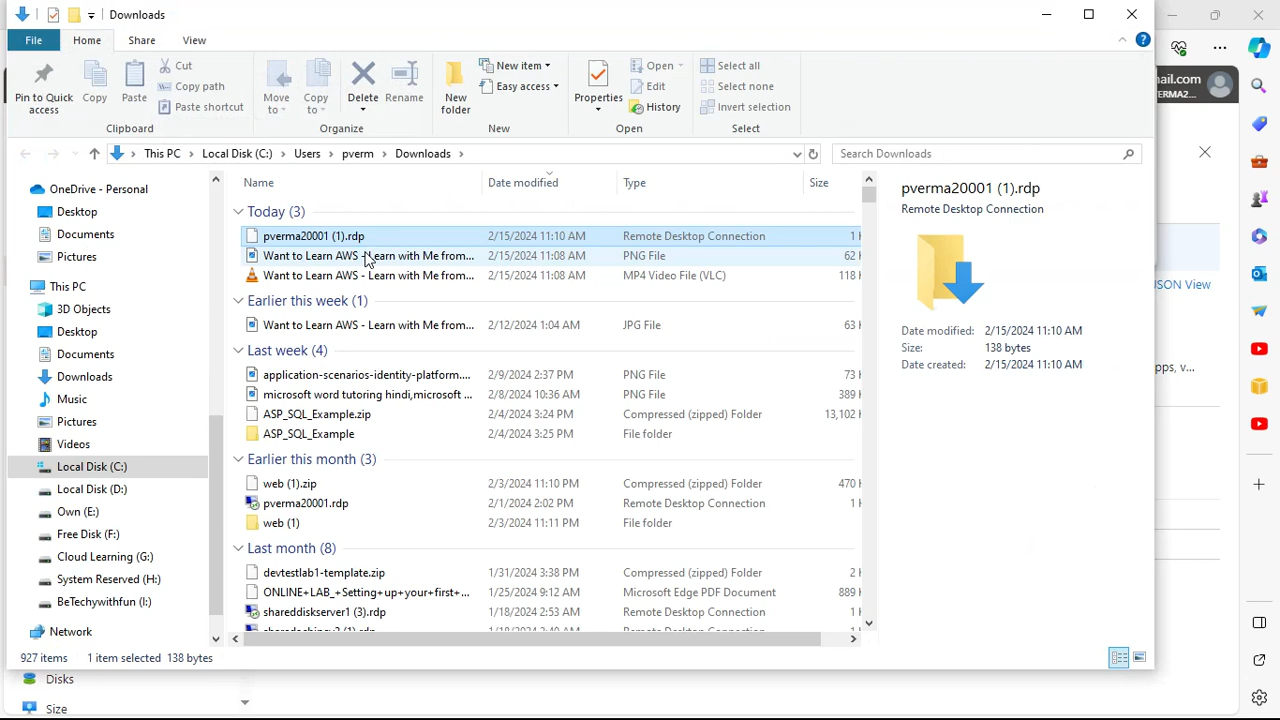 Downloads
File Home Share View
Pin to Quick access
Copy
Paste
Cut
Copy path
Paste shortcut
Clipboard
Move to
Copy to
Delete
Rename
Organize
New folder
New item
Easy access
New
Properties
Open
Edit
History
Open
Select all
Select none
Invert selection
Select
ail.com
ERMA2...
This PC Local Disk (C:) Users pverm Downloads
Search Downloads
OneDrive - Personal
Desktop
Documents
Pictures
This PC
3D Objects
Desktop
Documents
Downloads
Music
Pictures
Videos
Local Disk (C:)
Local Disk (D:)
Own (E:)
Free Disk (F:)
Cloud Learning (G:)
System Reserved (H:)
BeTechywithfun (I:)
Network
Name Date modified Type Size
Today (3)
pverma20001 (1).rdp 2/15/2024 11:10 AM Remote Desktop Connection 1
Want to Learn AWS - Learn with Me from... 2/15/2024 11:08 AM PNG File 62
Want to Learn AWS - Learn with Me from... 2/15/2024 11:08 AM MP4 Video File (VLC) 118
Earlier this week (1)
Want to Learn AWS - Learn with Me from... 2/12/2024 1:04 AM JPG File 63
Last week (4)
application-scenarios-identity-platform.... 2/9/2024 2:37 PM PNG File 73
microsoft word tutoring hindi,microsoft ... 2/8/2024 10:36 AM PNG File 389
ASP_SQL_Example.zip 2/4/2024 3:24 PM Compressed (zipped) Folder 13,102
ASP_SQL_Example 2/4/2024 3:25 PM File folder
Earlier this month (3)
web (1).zip 2/3/2024 11:10 PM Compressed (zipped) Folder 470
pverma20001.rdp 2/1/2024 2:02 PM Remote Desktop Connection 1
web (1) 2/3/2024 11:11 PM File folder
Last month (8)
devtestlab1-template.zip 1/31/2024 3:38 PM Compressed (zipped) Folder 2
ONLINE+LAB_+Setting+up+your+first+... 1/25/2024 9:12 AM Microsoft Edge PDF Document 889
shareddiskserver1 (3).rdp 1/18/2024 2:53 AM Remote Desktop Connection 1
pverma20001 (1).rdp
Remote Desktop Connection
Date modified: 2/15/2024 11:10 AM
Size: 138 bytes
Date created: 2/15/2024 11:10 AM
JSON View
pps, v...
927 items 1 item selected 138 bytes
Disks
Size